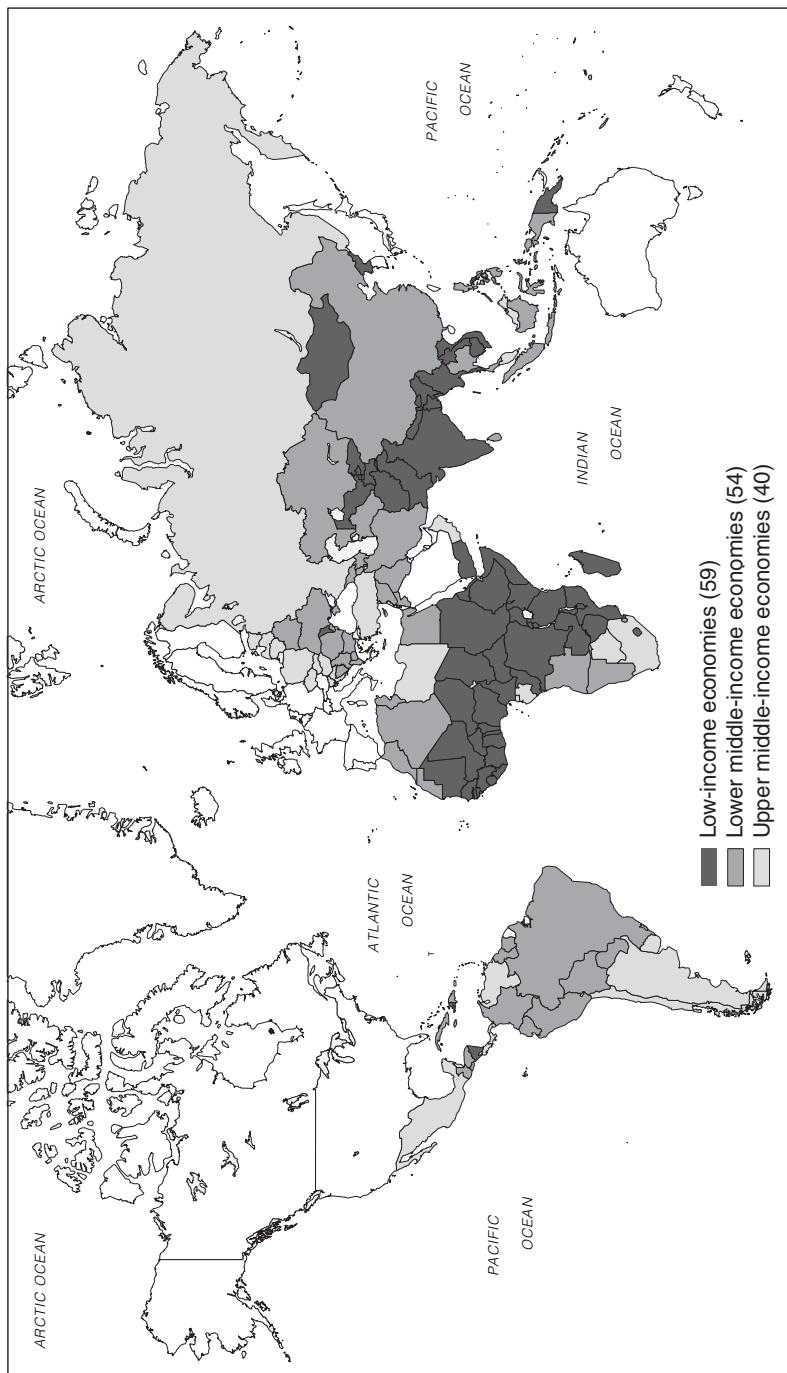 ARCTIC OCEAN
ARCTIC OCEAN
ATLANTIC
OCEAN
PACIFIC
OCEAN
PACIFIC
OCEAN
INDIAN
OCEAN
Low-income economies (59)
Lower middle-income economies (54)
Upper middle-income economies (40)